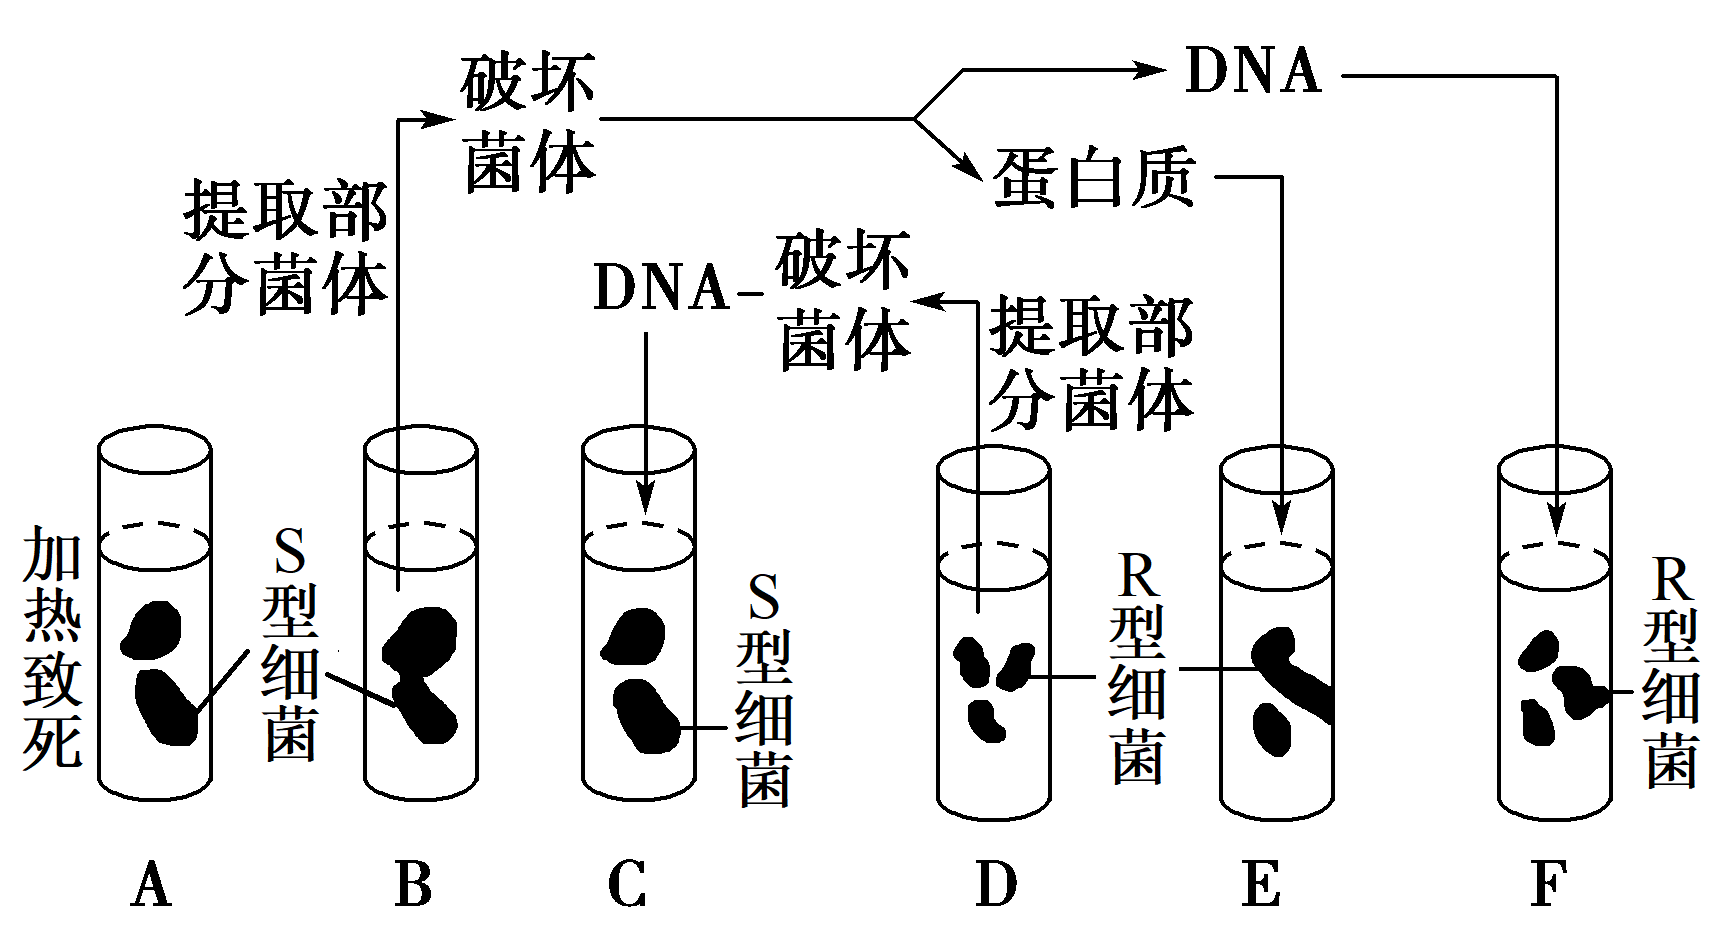 破坏
菌体
DNA
蛋白质
提取部
分菌体
DNA
破坏
菌体
提取部
分菌体
加热致死
S型细菌
S型细菌
R型细菌
R型细菌
A
B
C
D
E
F